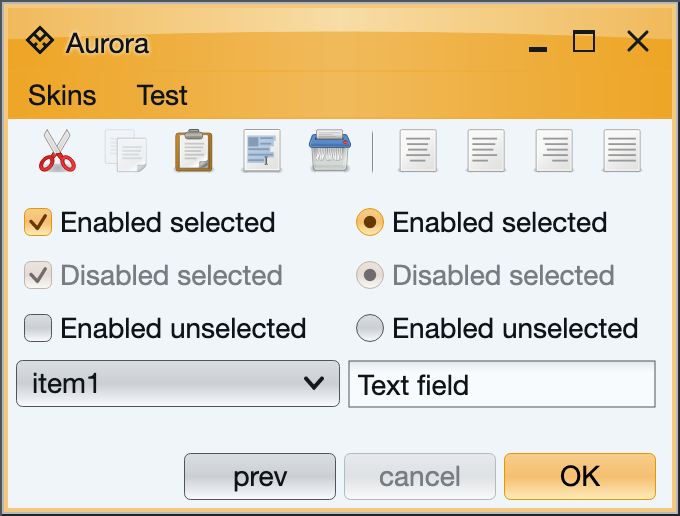 Aurora
Skins Test
Enabled selected Enabled selected
Disabled selected Disabled selected
Enabled unselected Enabled unselected
item1 Text field
prev cancel OK